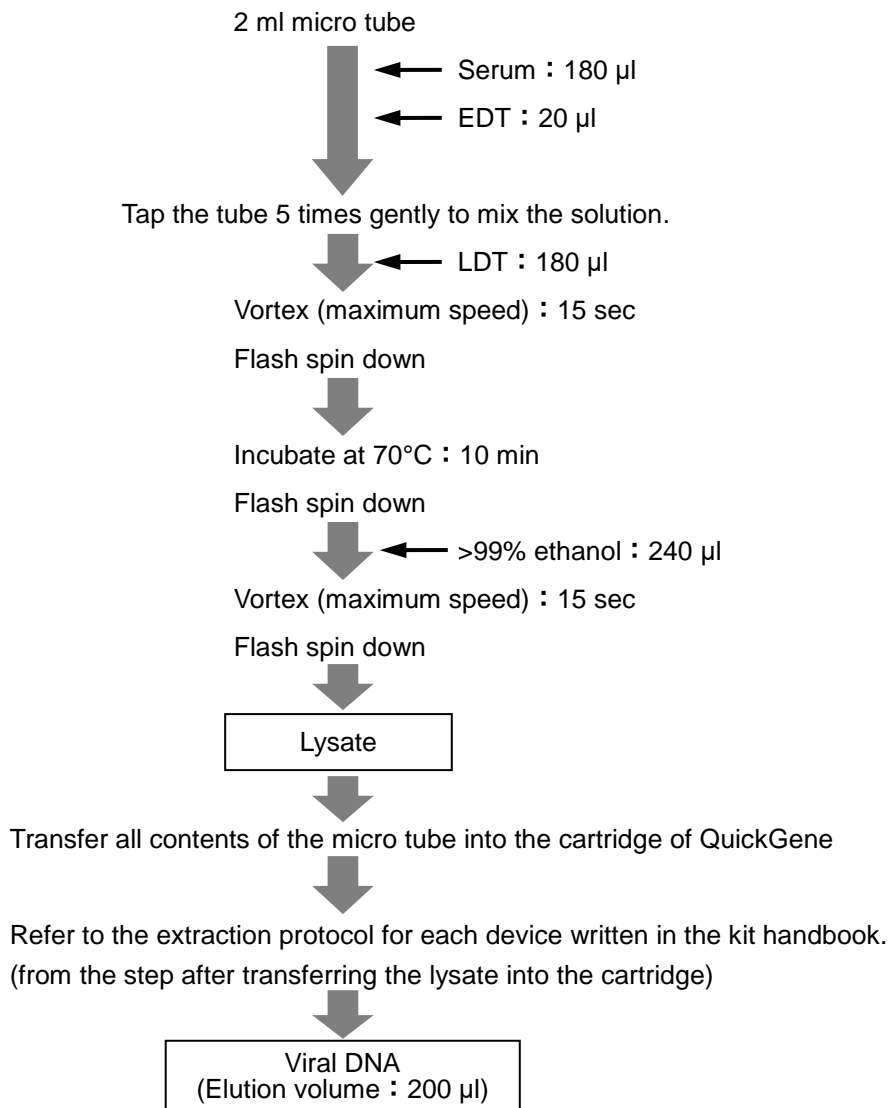 2 ml micro tube
Serum：180 µl
EDT：20 µl
Tap the tube 5 times gently to mix the solution.
LDT：180 µl
Vortex (maximum speed)：15 sec
Flash spin down
Incubate at 70°C：10 min
Flash spin down
>99% ethanol：240 µl
Vortex (maximum speed)：15 sec
Flash spin down
Lysate
Transfer all contents of the micro tube into the cartridge of QuickGene
Refer to the extraction protocol for each device written in the kit handbook.
(from the step after transferring the lysate into the cartridge)
Viral DNA
(Elution volume：200 µl)